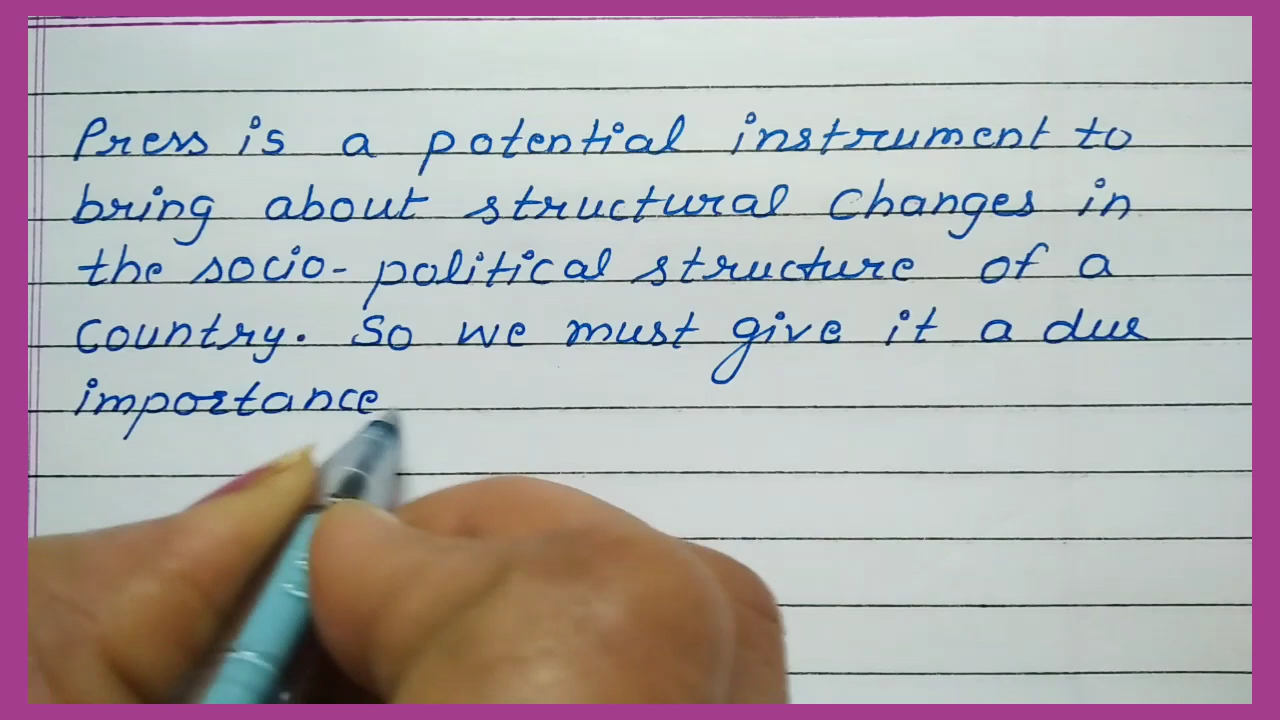 Press is a potential instrument to
bring about structural changes in
the socio-political structure of a
country. So we must give it a due
importance